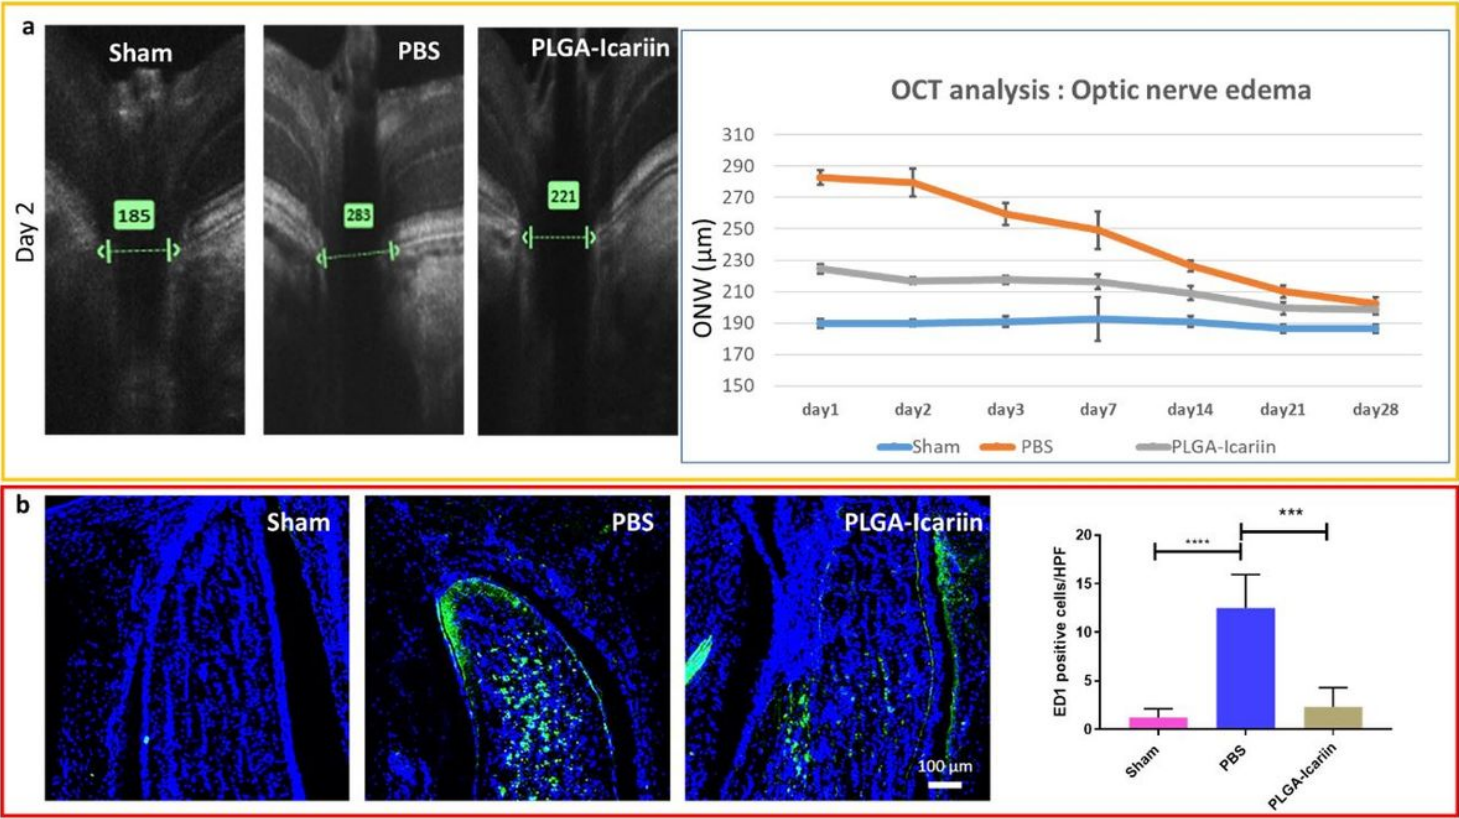 a
Sham
PBS
PLGA-Icariin
Day 2
185
283
221
OCT analysis : Optic nerve edema
ONW (µm)
310
290
270
250
230
210
190
170
150
day1 day2 day3 day7 day14 day21 day28
Sham PBS PLGA-Icariin
b
Sham
PBS
PLGA-Icariin
100 µm
ED1 positive cells/HPF
20
15
10
5
0
****
***
Sham
PBS
PLGA-Icariin